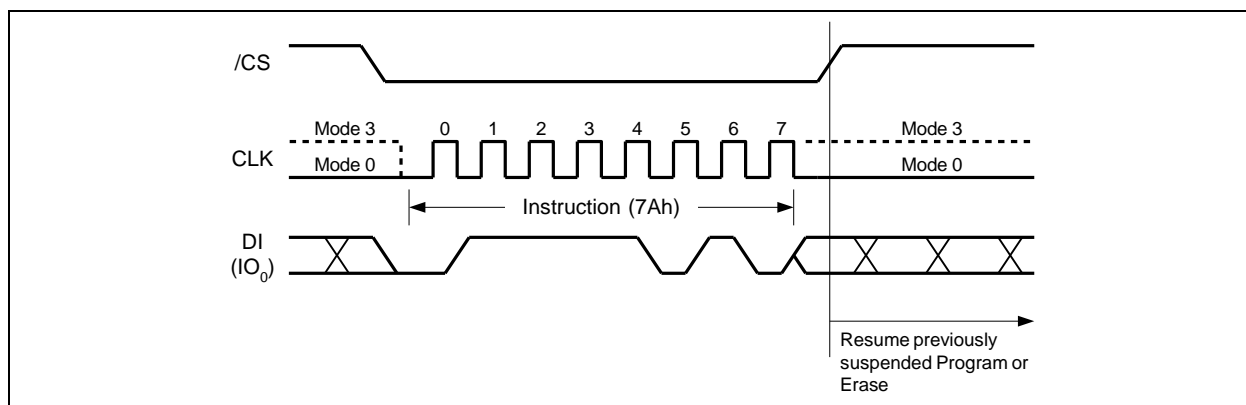 /CS
Mode 3
0 1 2 3 4 5 6 7
Mode 3
CLK
Mode 0
Mode 0
Instruction (7Ah)
DI
(IO0)
Resume previously
suspended Program or
Erase